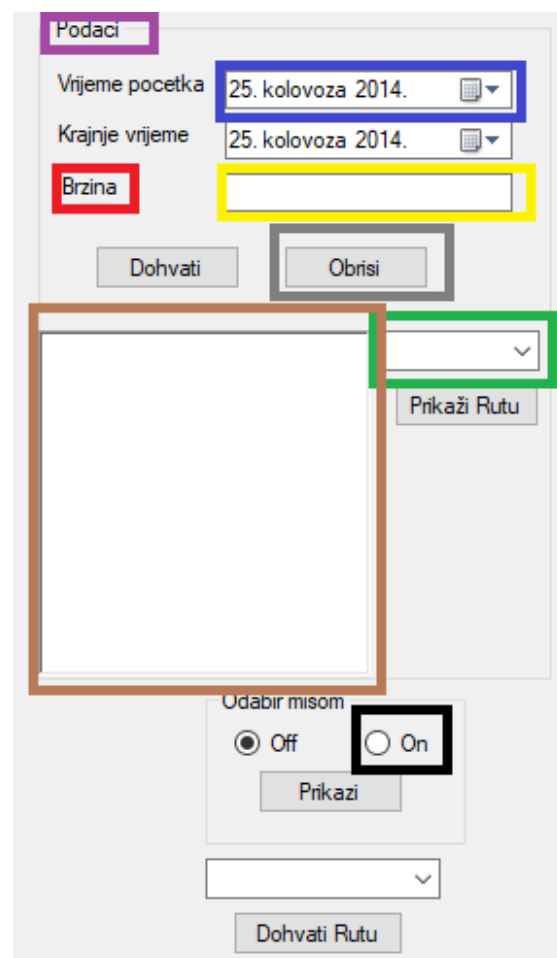 Podaci
Vrijeme pocetka 25. kolovoza 2014.
Krajnje vrijeme 25. kolovoza 2014.
Brzina
Dohvati Obrisi
Prikaži Rutu
Odabir misom
Off On
Prikazi
Dohvati Rutu